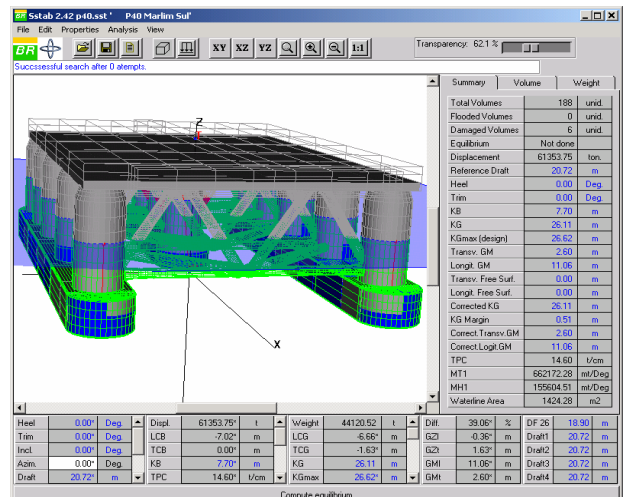 BR Sstab 2.42 p40.sst ' P40 Marlim Sul'
File Edit Properties Analysis View
BR XY XZ YZ 1:1 Transparency: 62.1 %
Succssessful search after 0 atempts.
Summary Volume Weight
Total Volumes 188 unid.
Flooded Volumes 0 unid.
Damaged Volumes 6 unid.
Equilibrium Not done
Displacement 61353.75 ton.
Reference Draft 20.72 m
Heel 0.00 Deg.
Trim 0.00 Deg.
KB 7.70 m
KG 26.11 m
KGmax (design) 26.62 m
Transv. GM 2.60 m
Longit. GM 11.06 m
Transv. Free Surf. 0.00 m
Longit. Free Surf. 0.00 m
Corrected KG 26.11 m
KG Margin 0.51 m
Correct.Transv.GM 2.60 m
Correct.Logit.GM 11.06 m
TPC 14.60 t/cm
MT1 662172.28 mt/Deg
MH1 155604.51 mt/Deg
Waterline Area 1424.28 m2
Z
X
Heel 0.00° Deg. Displ. 61353.75° t Weight 44120.52 t Diff. 39.06° % DF 26 18.90 m
Trim 0.00° Deg. LCB -7.02° m LCG -6.66° m GZl -0.36° m Draft1 20.72 m
Incl. 0.00° Deg. TCB 0.00° m TCG -1.63° m GZt 1.63° m Draft2 20.72 m
Azim. 0.00° Deg. KB 7.70° m KG 26.11 m GMl 11.06° m Draft3 20.72 m
Draft 20.72° m TPC 14.60° t/cm KGmax 26.62° m GMt 2.60° m Draft4 20.72 m
Compute equilibrium